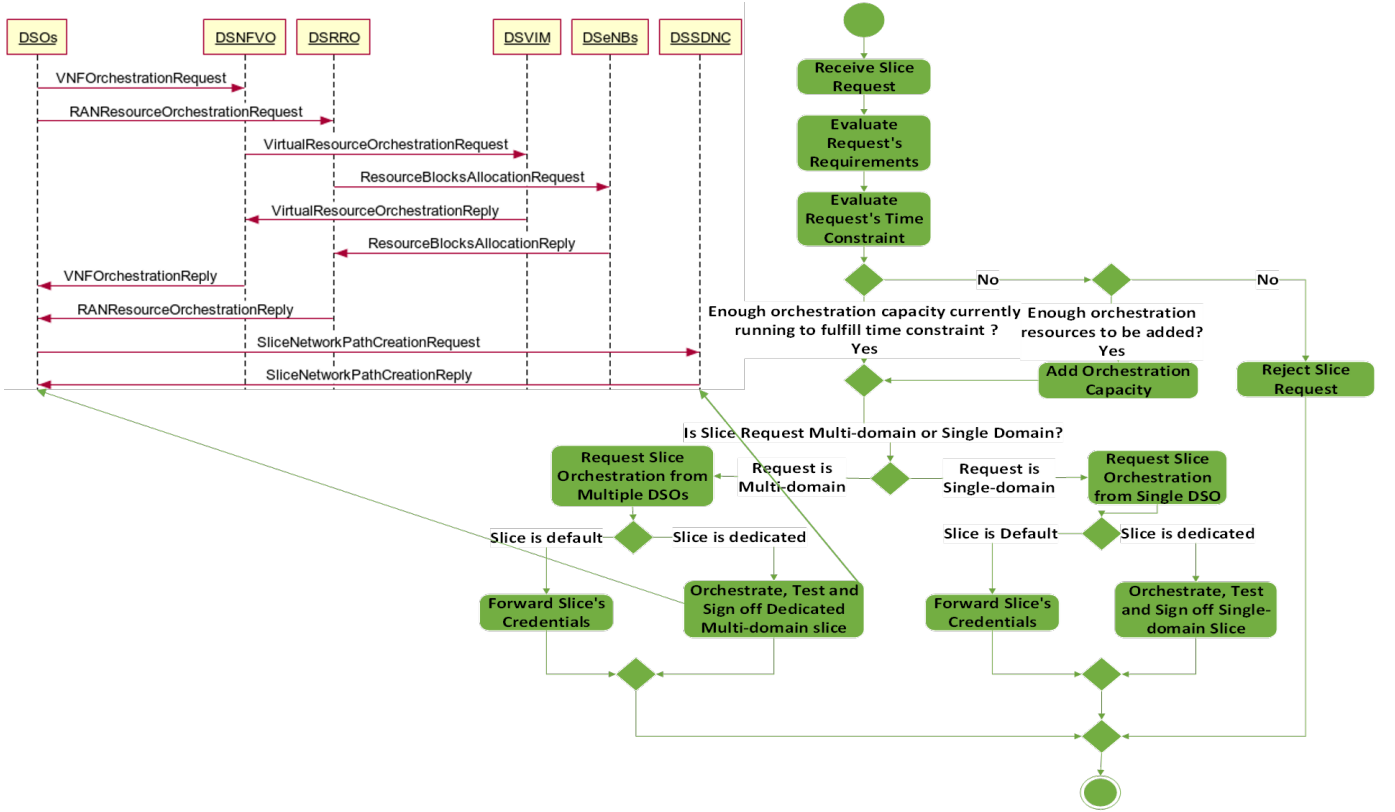 DSOs
DSNFVO
DSRRO
DSVIM
DSeNBs
DSSDNC
VNFOrchestrationRequest
RANResourceOrchestrationRequest
VirtualResourceOrchestrationRequest
ResourceBlocksAllocationRequest
VirtualResourceOrchestrationReply
ResourceBlocksAllocationReply
VNFOrchestrationReply
RANResourceOrchestrationReply
SliceNetworkPathCreationRequest
SliceNetworkPathCreationReply
Receive Slice
Request
Evaluate
Request's
Requirements
Evaluate
Request's Time
Constraint
No
No
Enough orchestration capacity currently
running to fulfill time constraint ?
Yes
Enough orchestration
resources to be added?
Yes
Add Orchestration
Capacity
Reject Slice
Request
Is Slice Request Multi-domain or Single Domain?
Request Slice
Orchestration from
Multiple DSOs
Request is
Multi-domain
Request is
Single-domain
Request Slice
Orchestration
from Single DSO
Slice is default
Slice is dedicated
Slice is Default
Slice is dedicated
Forward Slice's
Credentials
Orchestrate, Test and
Sign off Dedicated
Multi-domain slice
Forward Slice's
Credentials
Orchestrate, Test
and Sign off Single-
domain Slice